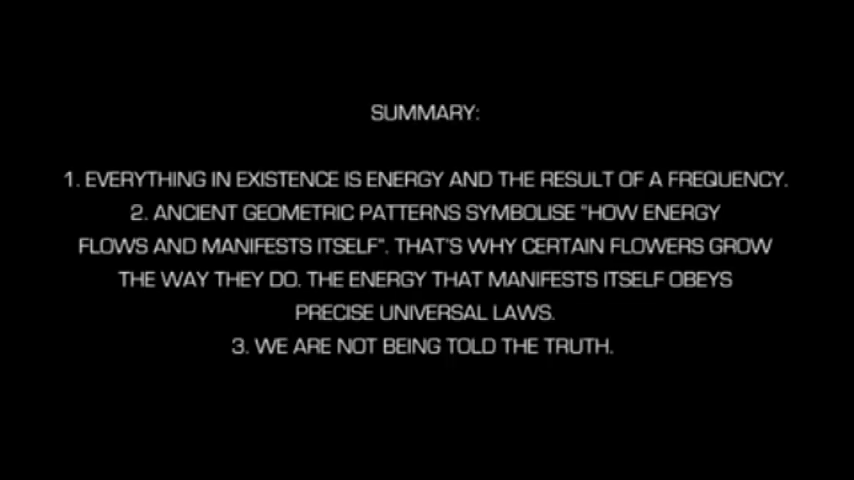 SUMMARY:
1. EVERYTHING IN EXISTENCE IS ENERGY AND THE RESULT OF A FREQUENCY.
2. ANCIENT GEOMETRIC PATTERNS SYMBOLISE "HOW ENERGY
FLOWS AND MANIFESTS ITSELF". THAT'S WHY CERTAIN FLOWERS GROW
THE WAY THEY DO. THE ENERGY THAT MANIFESTS ITSELF OBEYS
PRECISE UNIVERSAL LAWS.
3. WE ARE NOT BEING TOLD THE TRUTH.